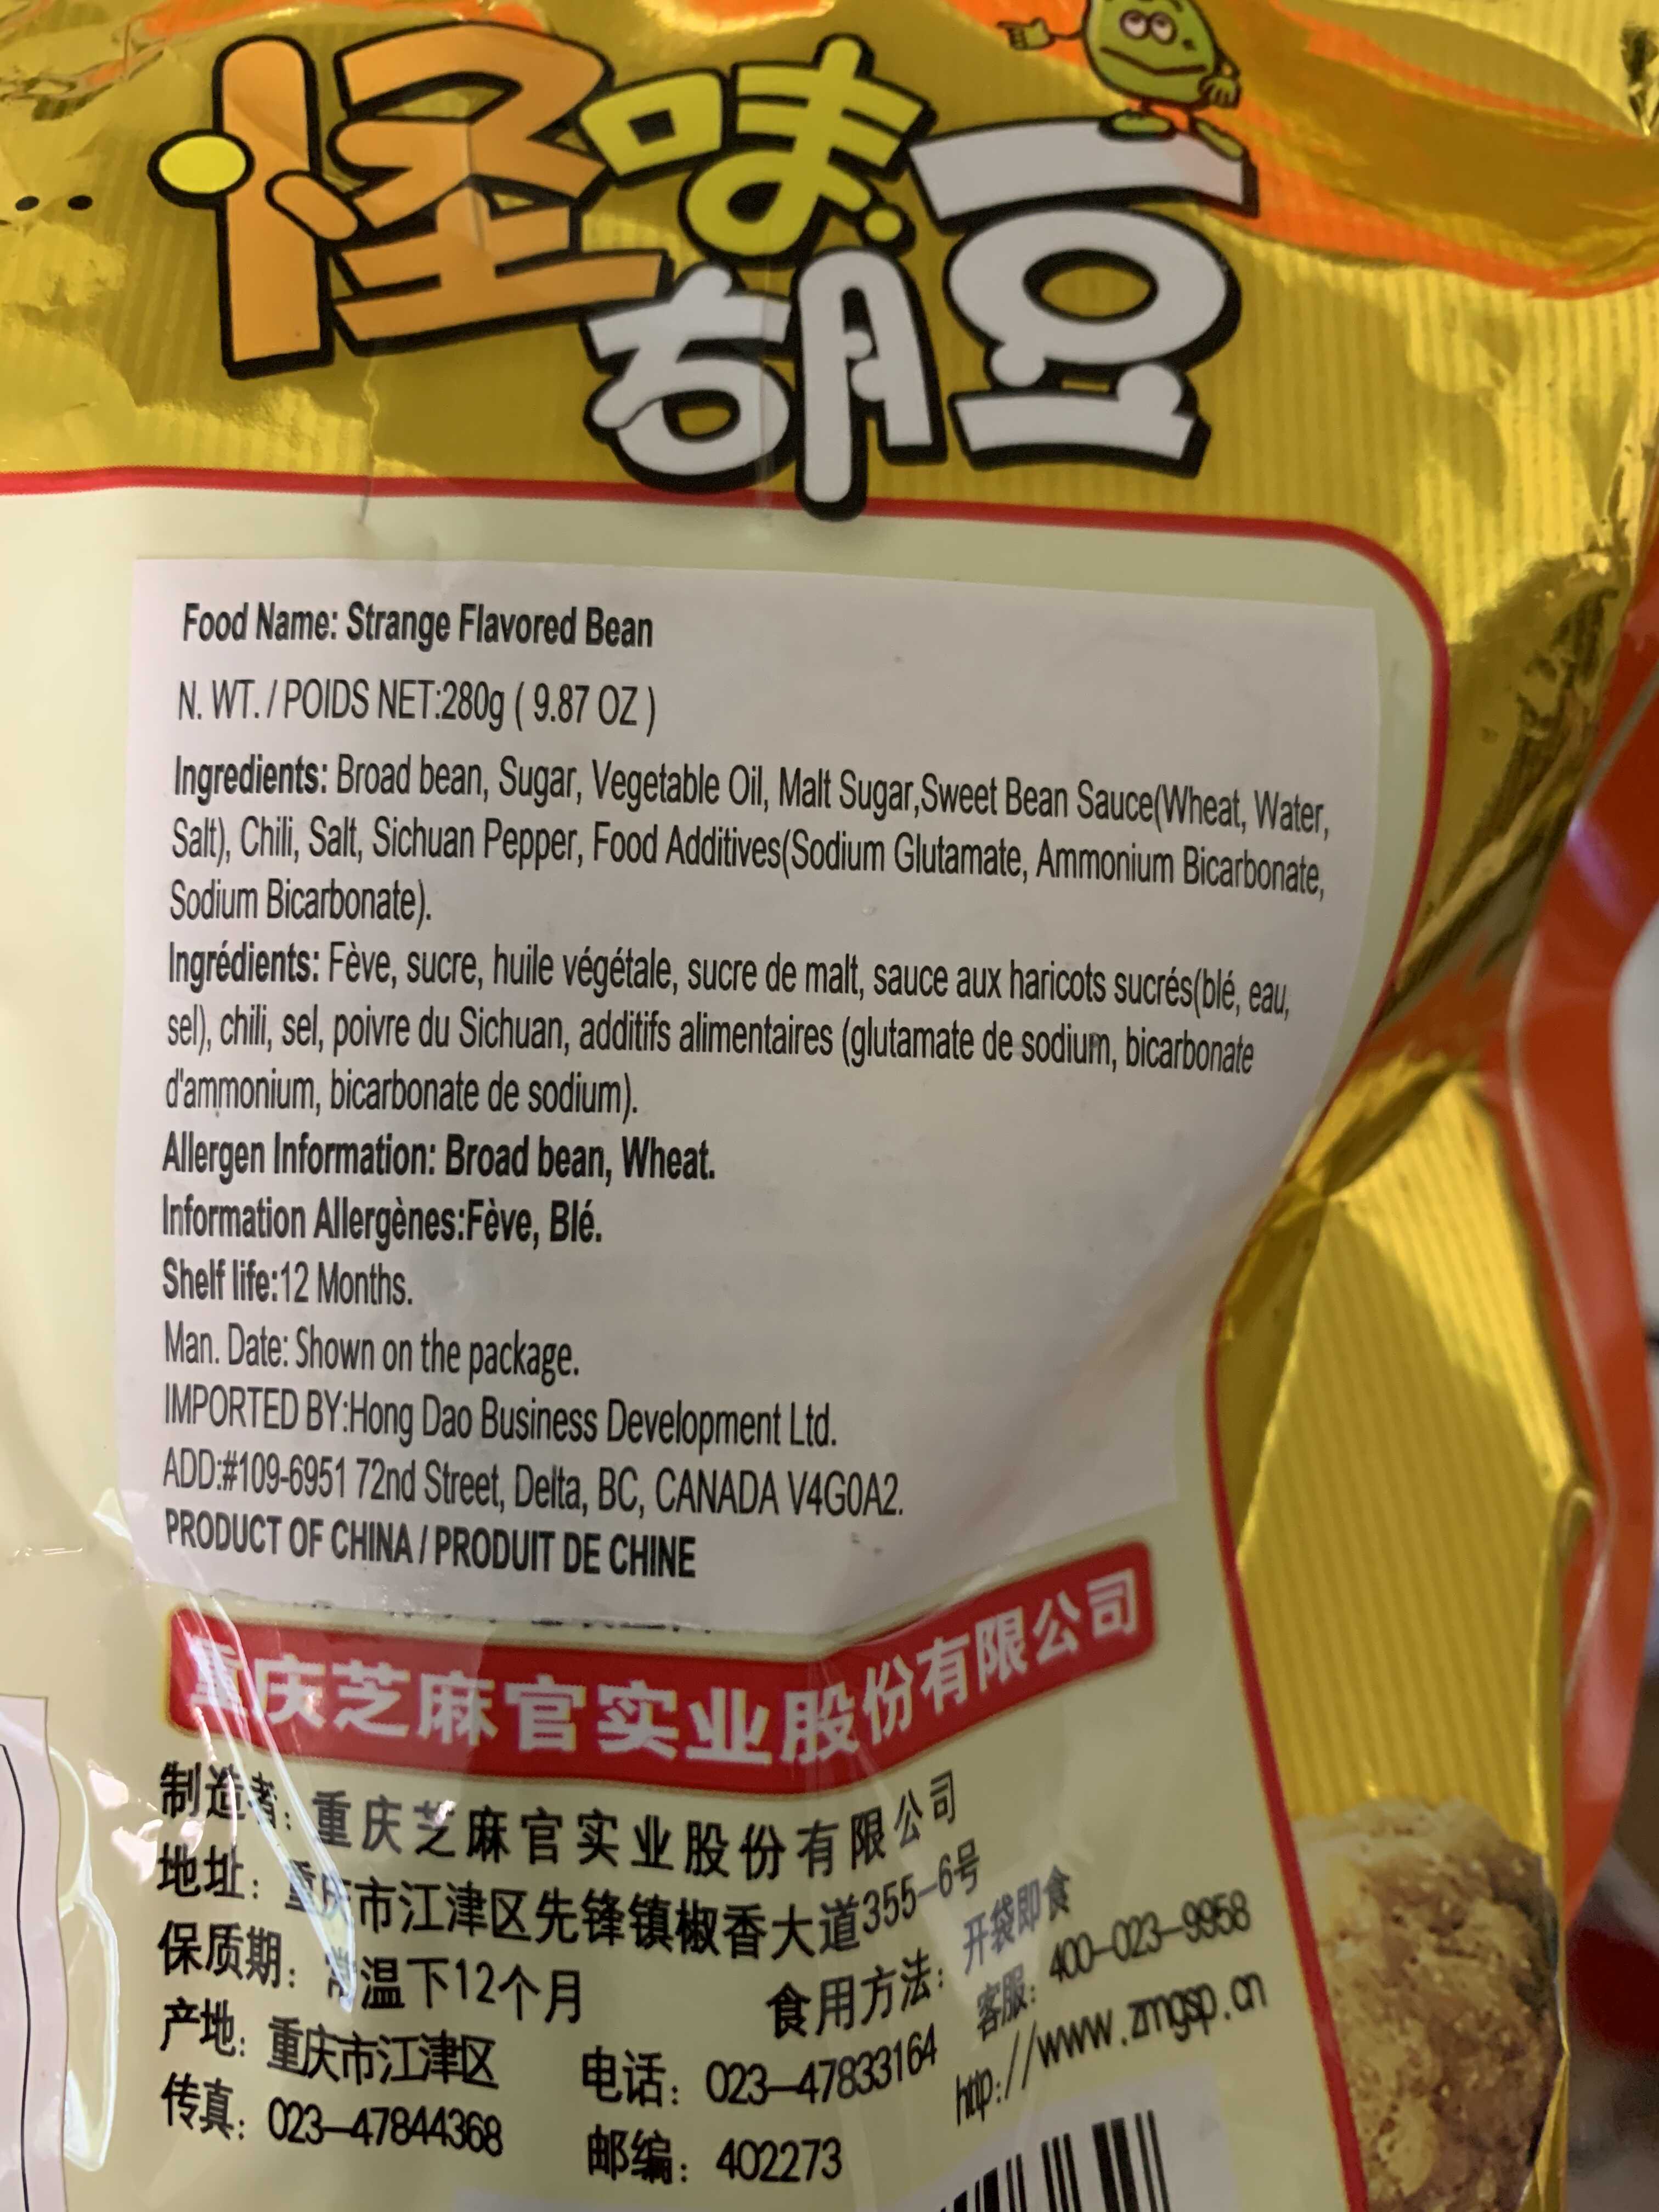 怪味胡豆
Food Name: Strange Flavored Bean
N. WT. / POIDS NET:280g ( 9.87 OZ )
Ingredients: Broad bean, Sugar, Vegetable Oil, Malt Sugar,Sweet Bean Sauce(Wheat, Water,
Salt), Chili, Salt, Sichuan Pepper, Food Additives(Sodium Glutamate, Ammonium Bicarbonate,
Sodium Bicarbonate).
Ingrédients: Fève, sucre, huile végétale, sucre de malt, sauce aux haricots sucrés(blé, eau,
sel), chili, sel, poivre du Sichuan, additifs alimentaires (glutamate de sodium, bicarbonate
d'ammonium, bicarbonate de sodium).
Allergen Information: Broad bean, Wheat.
Information Allergènes:Fève, Blé.
Shelf life:12 Months.
Man. Date: Shown on the package.
IMPORTED BY:Hong Dao Business Development Ltd.
ADD:#109-6951 72nd Street, Delta, BC, CANADA V4G0A2.
PRODUCT OF CHINA / PRODUIT DE CHINE
重庆芝麻官实业股份有限公司
制造者：重庆芝麻官实业股份有限公司
地址：重庆市江津区先锋镇椒香大道355-6号
保质期：常温下12个月 食用方法：开袋即食
产地：重庆市江津区 电话：023-47833164 客服：400-023-9958
传真：023-47844368 邮编：402273 http://www.zmgsp.cn